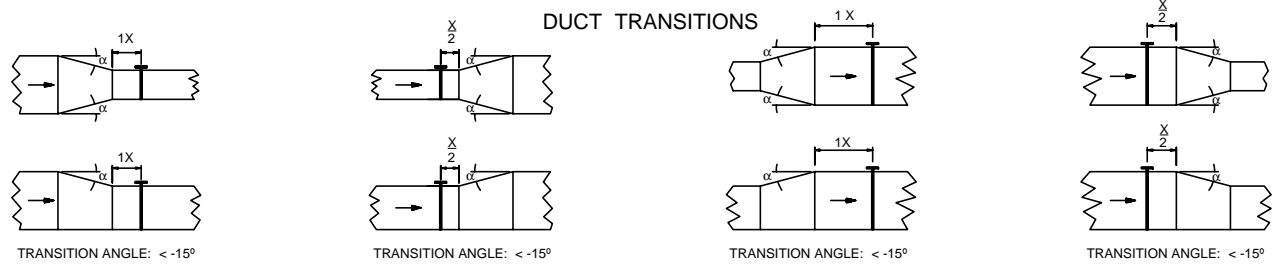 DUCT TRANSITIONS
1X
α
α
X
2
α
α
1 X
α
α
X
2
α
α
1X
α
X
2
α
1X
α
X
2
α
TRANSITION ANGLE: < -15º
TRANSITION ANGLE: < -15º
TRANSITION ANGLE: < -15º
TRANSITION ANGLE: < -15º